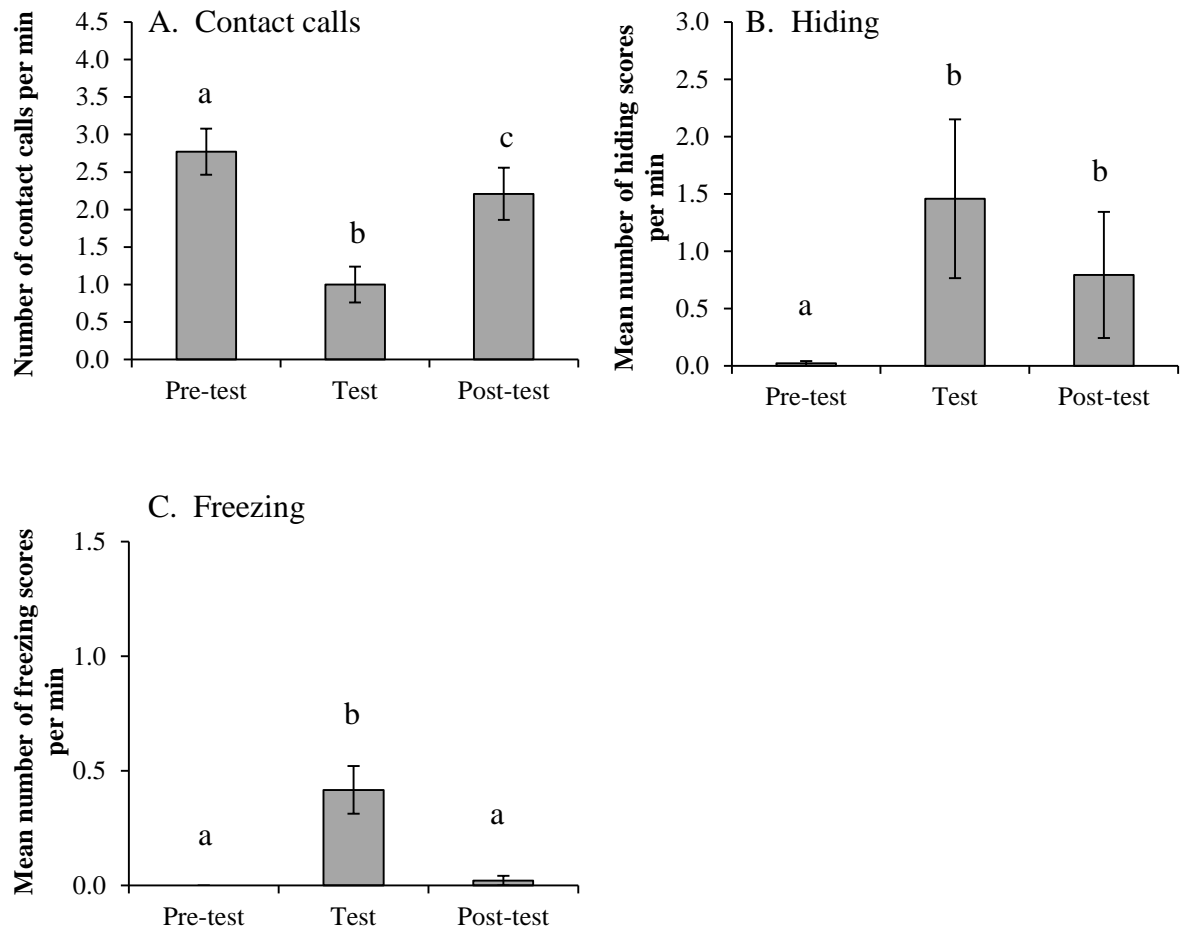 A. Contact calls
Number of contact calls per min
4.5
4.0
3.5
3.0
2.5
2.0
1.5
1.0
0.5
0.0
a
b
c
Pre-test Test Post-test
B. Hiding
Mean number of hiding scores
per min
3.0
2.5
2.0
1.5
1.0
0.5
0.0
a
b
b
Pre-test Test Post-test
C. Freezing
Mean number of freezing scores
per min
1.5
1.0
0.5
0.0
a
b
a
Pre-test Test Post-test